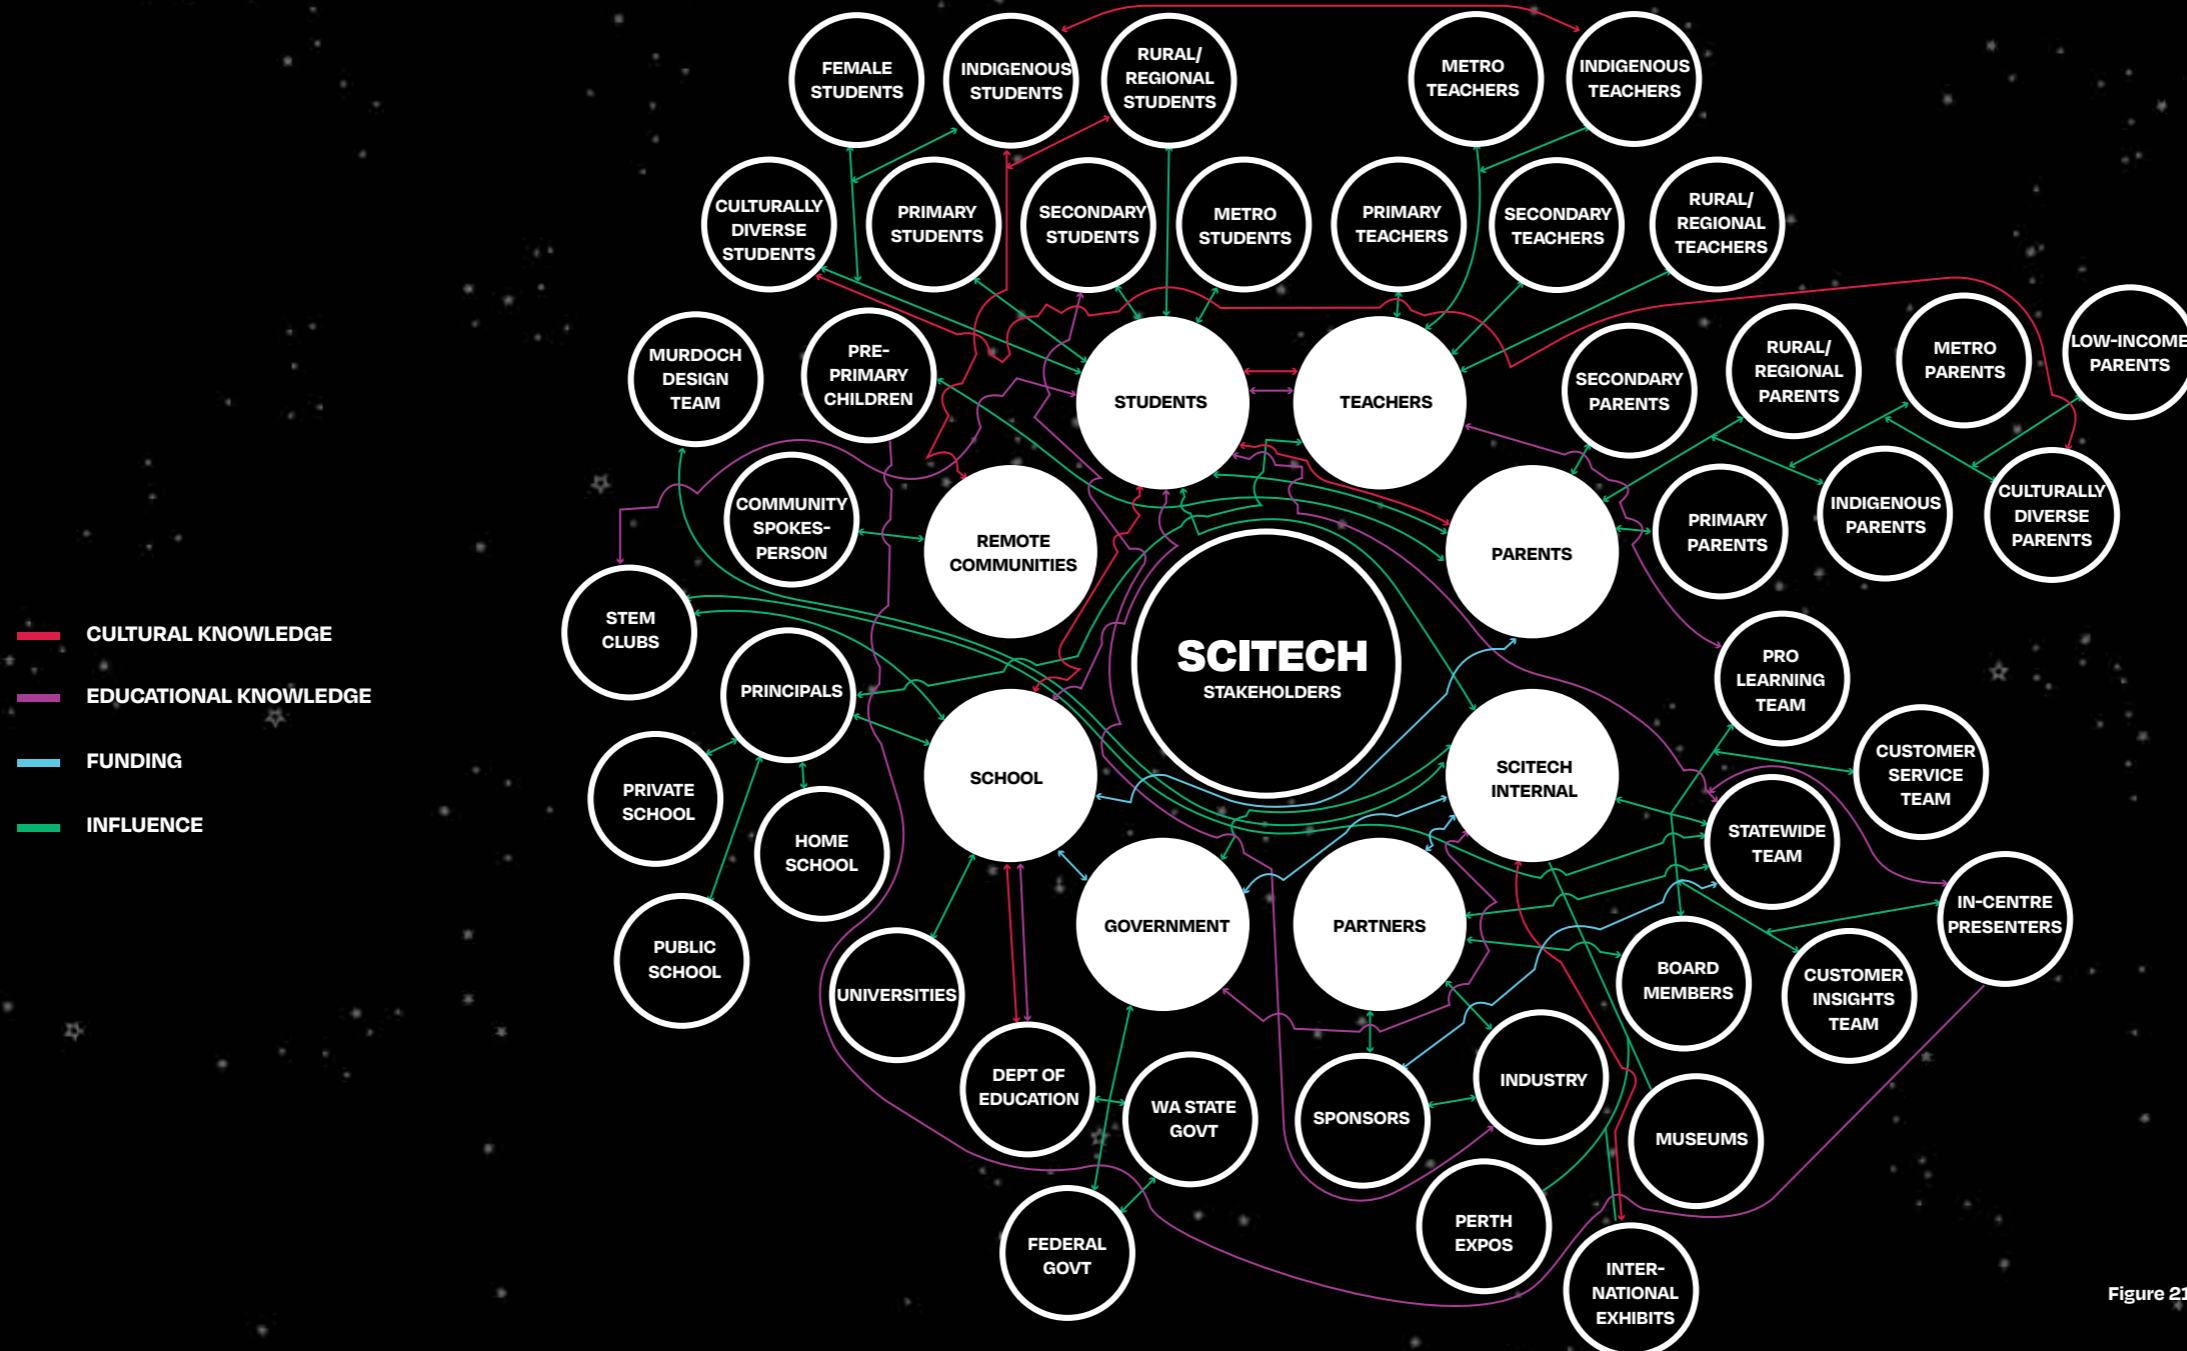 FEMALE
STUDENTS
INDIGENOUS
STUDENTS
RURAL/
REGIONAL
STUDENTS
METRO
TEACHERS
INDIGENOUS
TEACHERS
CULTURALLY
DIVERSE
STUDENTS
PRIMARY
STUDENTS
SECONDARY
STUDENTS
METRO
STUDENTS
PRIMARY
TEACHERS
SECONDARY
TEACHERS
RURAL/
REGIONAL
TEACHERS
MURDOCH
DESIGN
TEAM
PRE-
PRIMARY
CHILDREN
STUDENTS
TEACHERS
SECONDARY
PARENTS
RURAL/
REGIONAL
PARENTS
METRO
PARENTS
LOW-INCOME
PARENTS
COMMUNITY
SPOKES-
PERSON
REMOTE
COMMUNITIES
PARENTS
PRIMARY
PARENTS
INDIGENOUS
PARENTS
CULTURALLY
DIVERSE
PARENTS
STEM
CLUBS
SCITECH
STAKEHOLDERS
PRO
LEARNING
TEAM
CULTURAL KNOWLEDGE
EDUCATIONAL KNOWLEDGE
FUNDING
INFLUENCE
PRINCIPALS
PRIVATE
SCHOOL
HOME
SCHOOL
SCHOOL
SCITECH
INTERNAL
CUSTOMER
SERVICE
TEAM
STATEWIDE
TEAM
PUBLIC
SCHOOL
UNIVERSITIES
GOVERNMENT
PARTNERS
BOARD
MEMBERS
CUSTOMER
INSIGHTS
TEAM
IN-CENTRE
PRESENTERS
DEPT OF
EDUCATION
WA STATE
GOVT
SPONSORS
INDUSTRY
MUSEUMS
FEDERAL
GOVT
PERTH
EXPOS
INTER-
NATIONAL
EXHIBITS
Figure 21